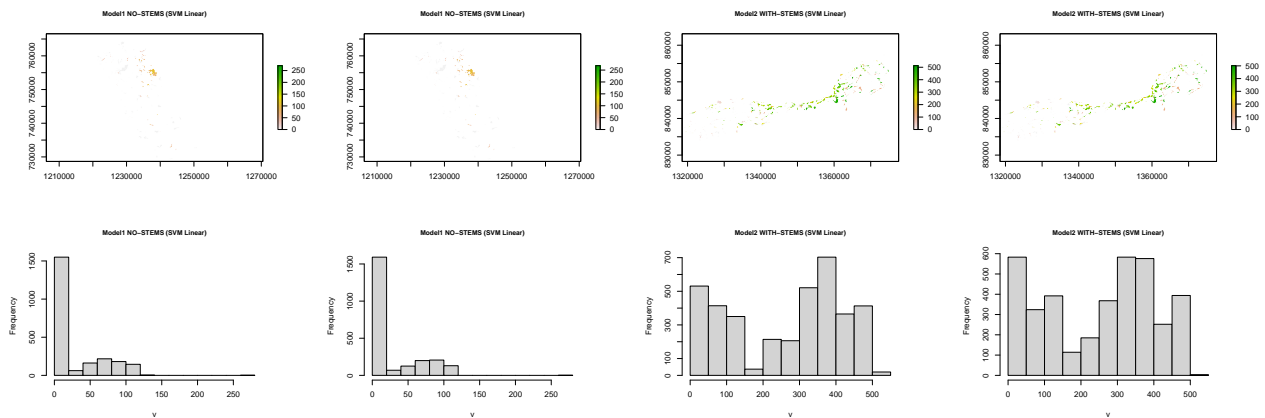 Model1 NO−STEMS (SVM Linear)
760000
750000
740000
730000
1210000 1230000 1250000 1270000
250
200
150
100
50
0
Model1 NO−STEMS (SVM Linear)
760000
750000
740000
730000
1210000 1230000 1250000 1270000
250
200
150
100
50
0
Model2 WITH−STEMS (SVM Linear)
860000
850000
840000
830000
1320000 1340000 1360000
500
400
300
200
100
0
Model2 WITH−STEMS (SVM Linear)
860000
850000
840000
830000
1320000 1340000 1360000
500
400
300
200
100
0
Model1 NO−STEMS (SVM Linear)
Frequency
1500
500
0
0 50 100 150 200 250
v
Model1 NO−STEMS (SVM Linear)
Frequency
1500
500
0
0 50 100 150 200 250
v
Model2 WITH−STEMS (SVM Linear)
Frequency
700
500
300
100
0
0 100 200 300 400 500
v
Model2 WITH−STEMS (SVM Linear)
Frequency
600
500
400
300
200
100
0
0 100 200 300 400 500
v